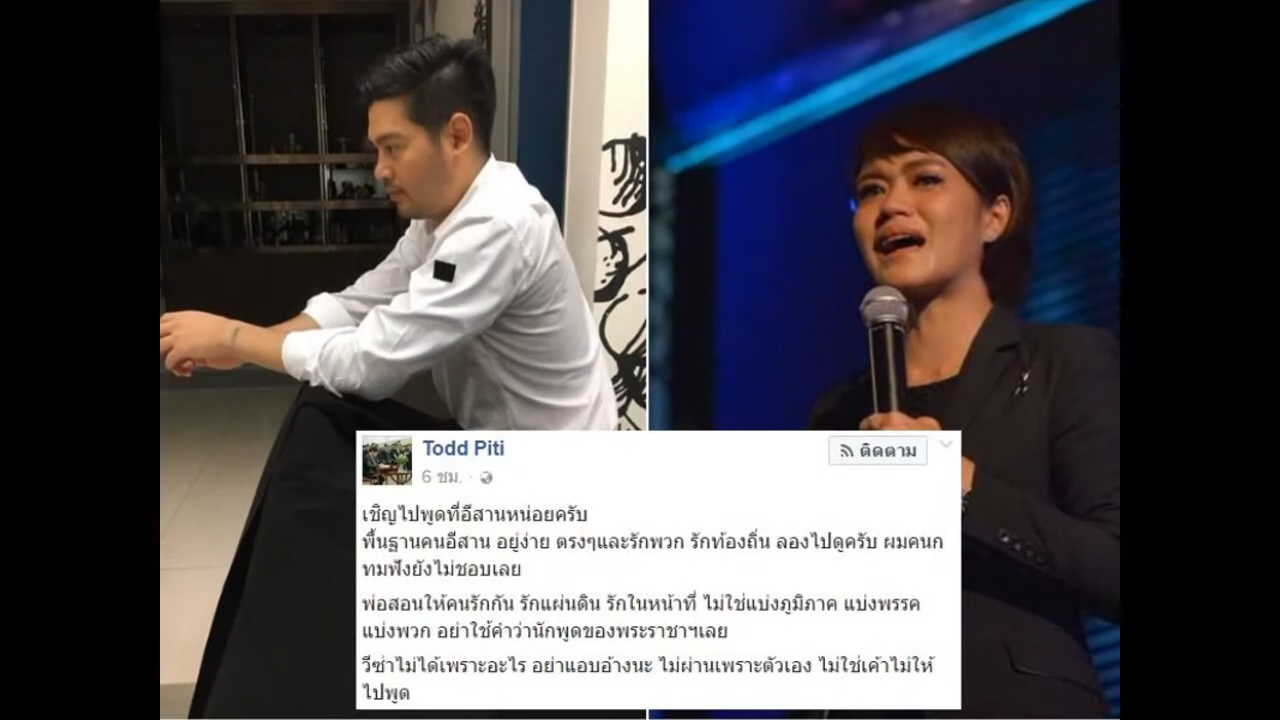 Todd Piti
ติดตาม
6 ชม.
เชิญไปพูดที่อีสานหน่อยครับ
พื้นฐานคนอีสาน อยู่ง่าย ตรงๆและรักพวก รักท้องถิ่น ลองไปดูครับ ผมคนก
ทมฟังยังไม่ชอบเลย
พ่อสอนให้คนรักกัน รักแผ่นดิน รักในหน้าที่ ไม่ใช่แบ่งภูมิภาค แบ่งพรรค
แบ่งพวก อย่าใช้คำว่านักพูดของพระราชาฯเลย
วีซ่าไม่ได้เพราะอะไร อย่าแอบอ้างนะ ไม่ผ่านเพราะตัวเอง ไม่ใช่เค้าไม่ให้
ไปพูด